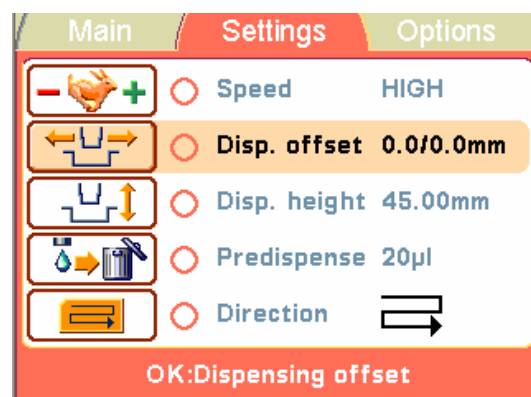 Main Settings Options
Speed HIGH
Disp. offset 0.0/0.0mm
Disp. height 45.00mm
Predispense 20µl
Direction
OK:Dispensing offset